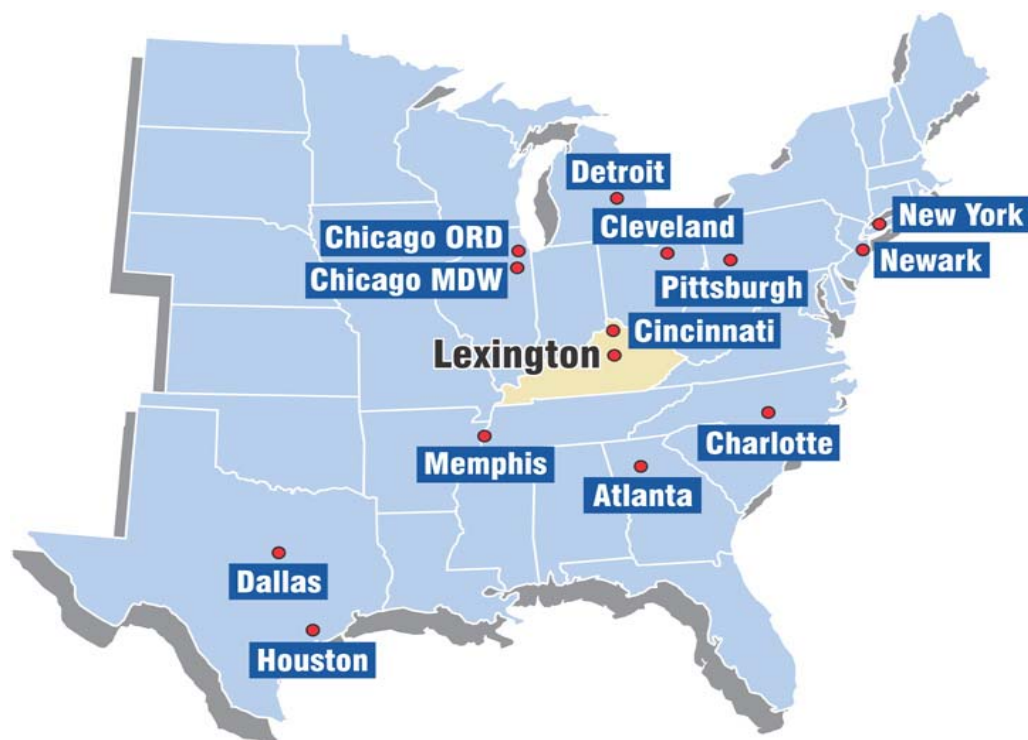 Detroit
New York
Chicago ORD
Cleveland
Newark
Chicago MDW
Pittsburgh
Cincinnati
Lexington
Charlotte
Memphis
Atlanta
Dallas
Houston